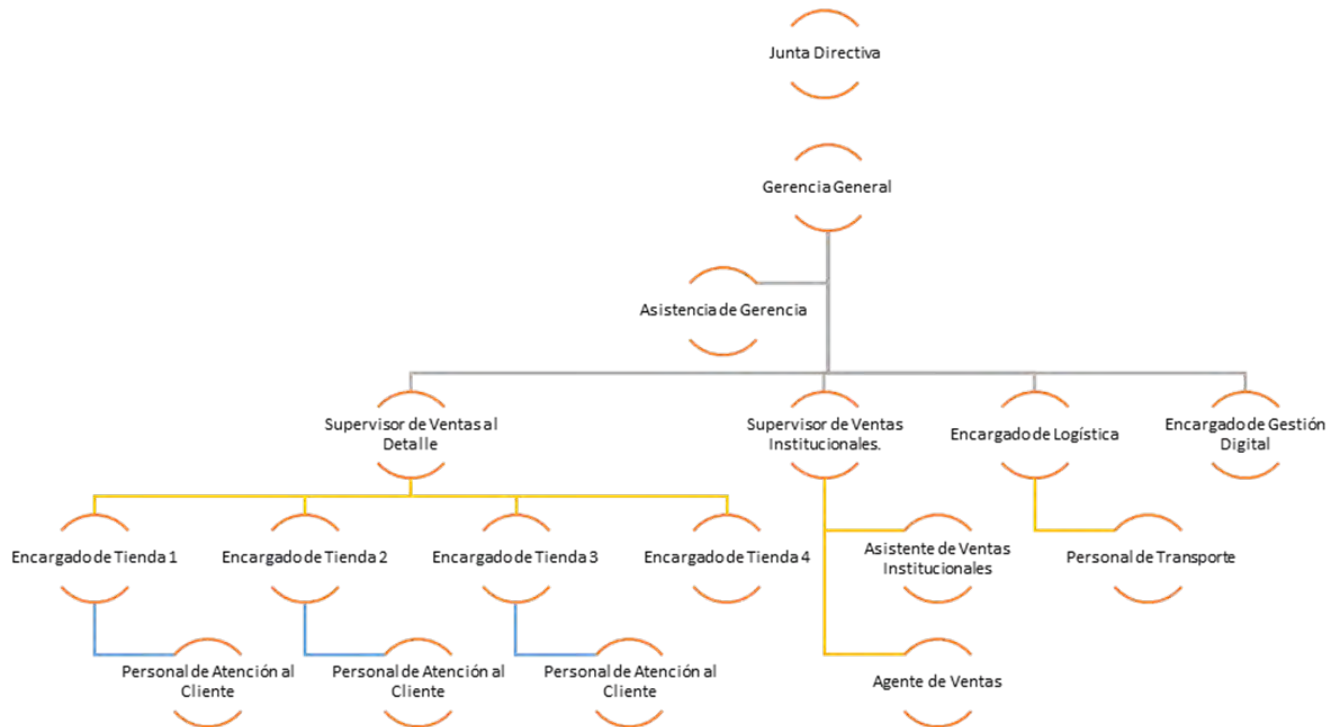 Junta Directiva
Gerencia General
Asistencia de Gerencia
Supervisor de Ventas al
Detalle
Supervisor de Ventas
Institucionales.
Encargado de Logística
Encargado de Gestión
Digital
Encargado de Tienda 1
Encargado de Tienda 2
Encargado de Tienda 3
Encargado de Tienda 4
Asistente de Ventas
Institucionales
Personal de Transporte
Personal de Atención al
Cliente
Personal de Atención al
Cliente
Personal de Atención al
Cliente
Agente de Ventas